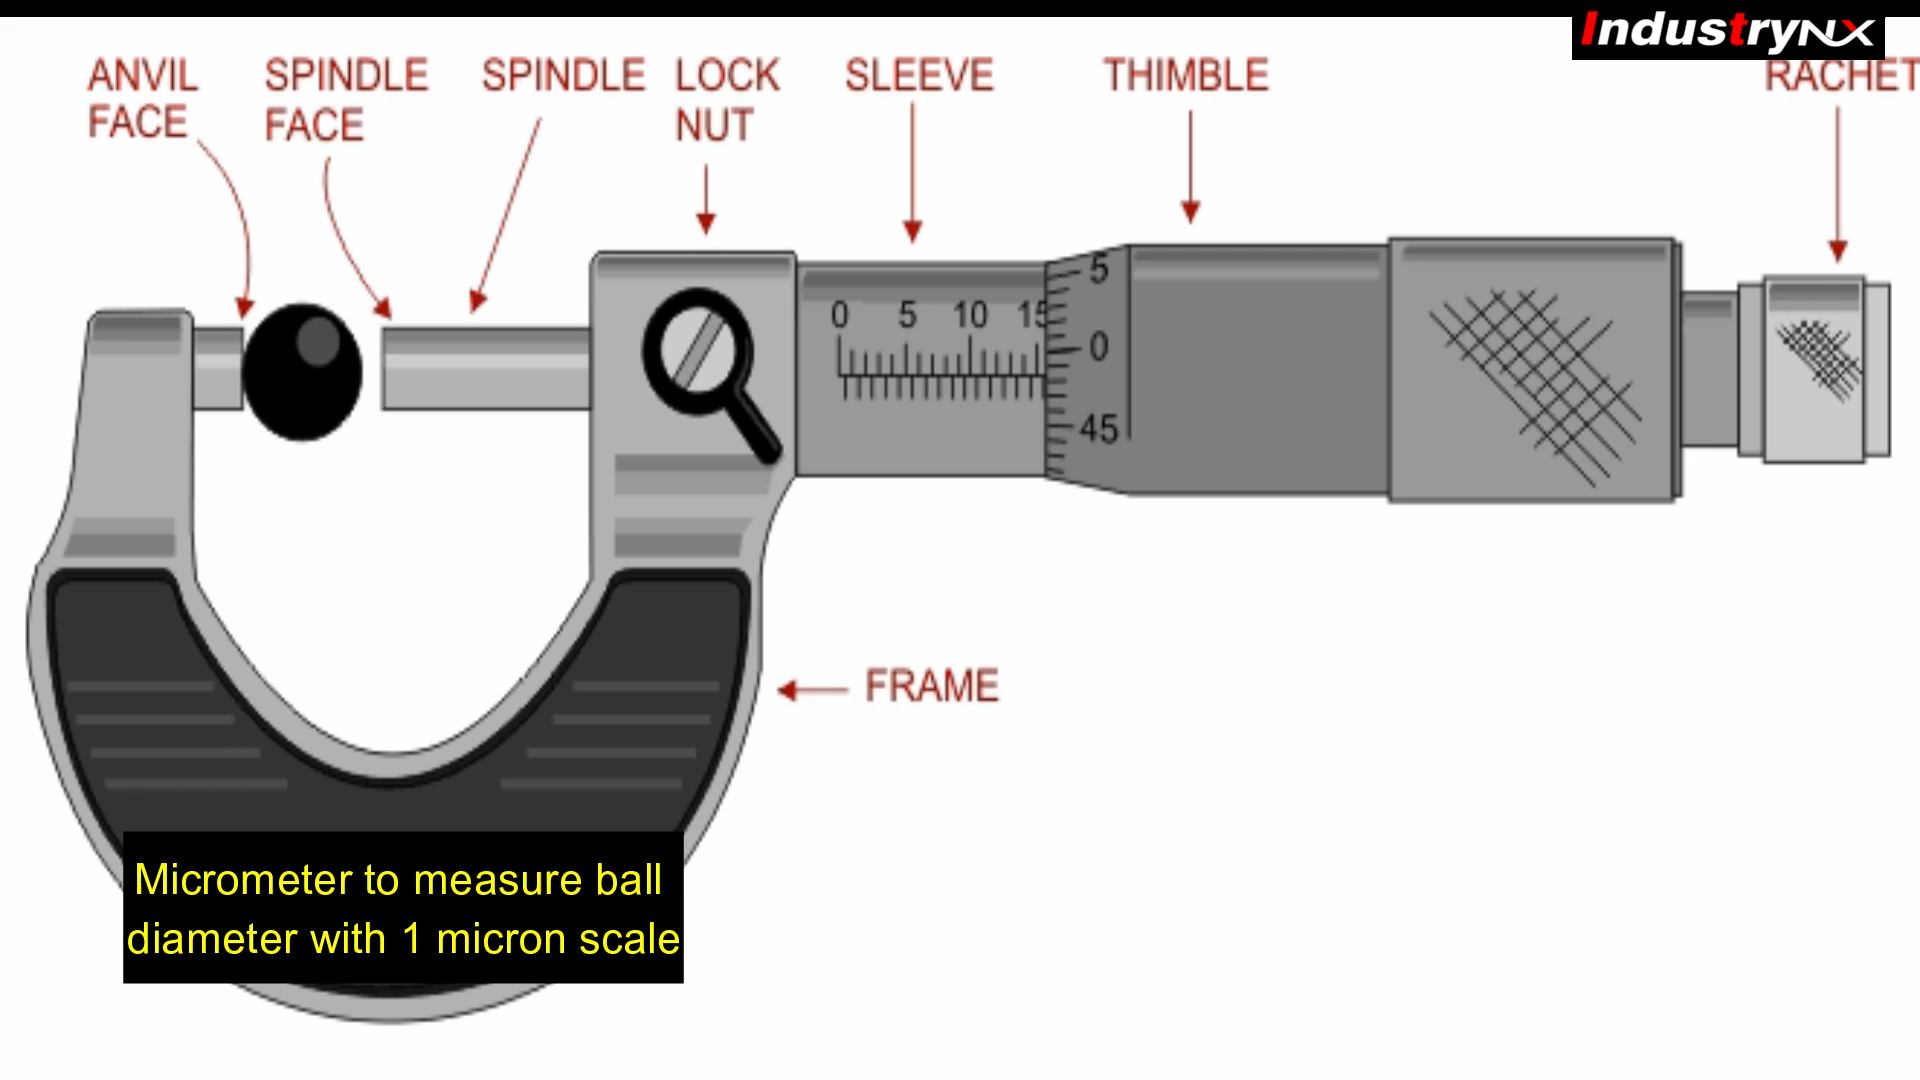 IndustryNX
ANVIL
FACE
SPINDLE
FACE
SPINDLE
LOCK
NUT
SLEEVE
THIMBLE
RACHET
0 5 10 15
5
0
45
FRAME
Micrometer to measure ball
diameter with 1 micron scale